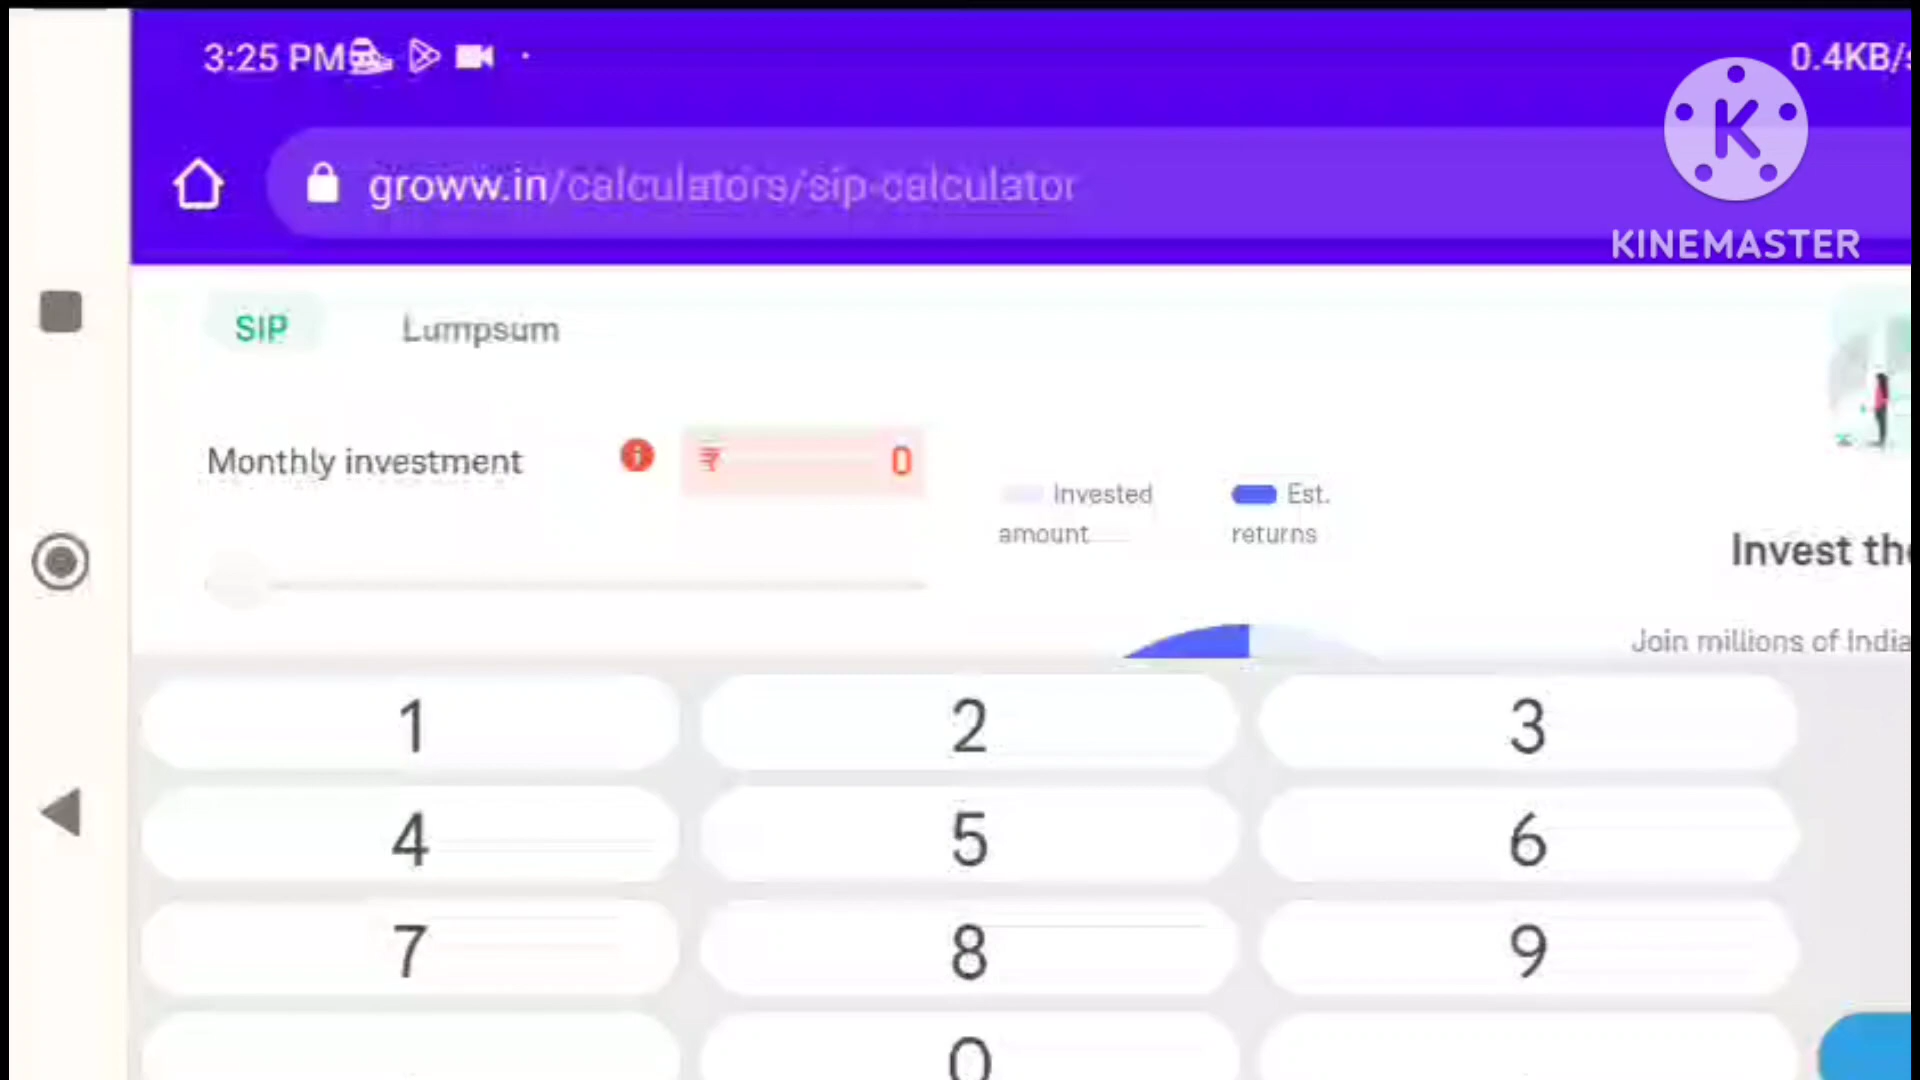 3:25 PM
0.4KB/
K
KINEMASTER
groww.in/calculators/sip-calculator
SIP
Lumpsum
Monthly investment
₹ 0
Invested
amount
Est.
returns
Invest the
Join millions of India
1
2
3
4
5
6
7
8
9
0